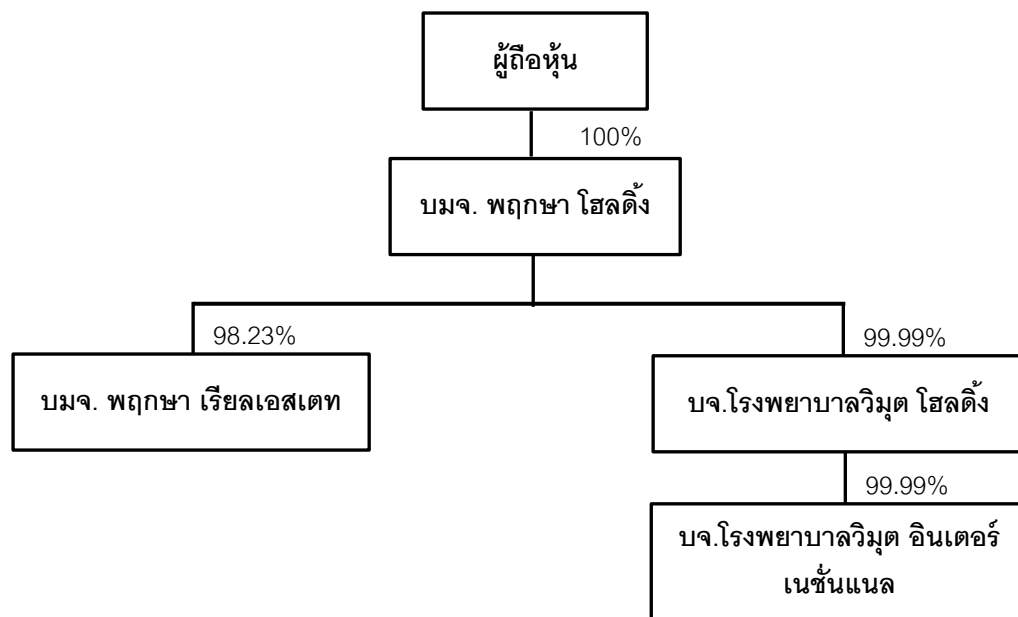 ผู้ถือหุ้น
100%
บมจ. พฤกษา โฮลดิ้ง
98.23%
99.99%
บมจ. พฤกษา เรียลเอสเตท
บจ.โรงพยาบาลวิมุต โฮลดิ้ง
99.99%
บจ.โรงพยาบาลวิมุต อินเตอร์
เนชั่นแนล